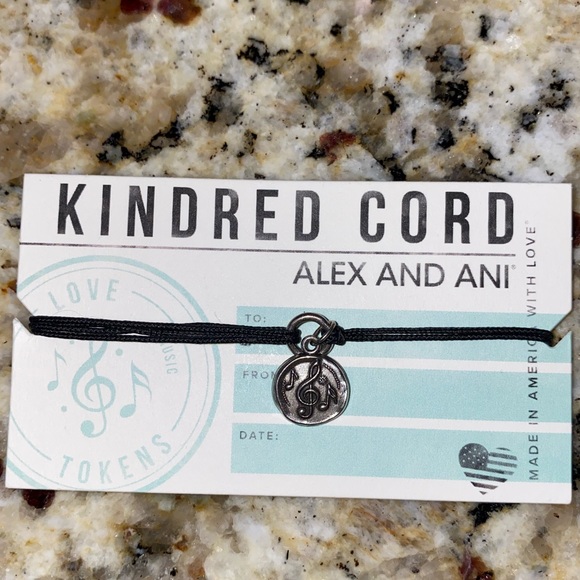 KINDRED CORD
ALEX AND ANI®
LOVE
MUSIC
TOKENS
TO:
FROM
DATE:
MADE IN AMERICA WITH LOVE®